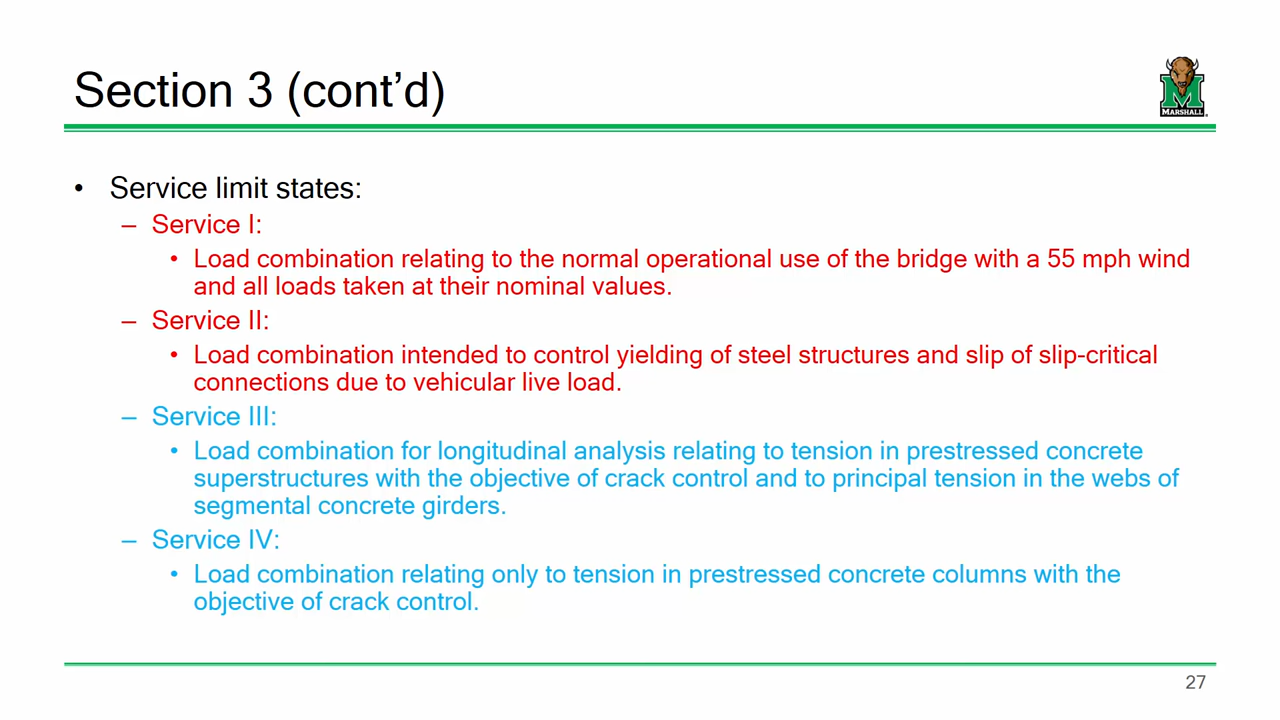 Section 3 (cont’d)
MARSHALL
• Service limit states:
– Service I:
• Load combination relating to the normal operational use of the bridge with a 55 mph wind
and all loads taken at their nominal values.
– Service II:
• Load combination intended to control yielding of steel structures and slip of slip-critical
connections due to vehicular live load.
– Service III:
• Load combination for longitudinal analysis relating to tension in prestressed concrete
superstructures with the objective of crack control and to principal tension in the webs of
segmental concrete girders.
– Service IV:
• Load combination relating only to tension in prestressed concrete columns with the
objective of crack control.
27